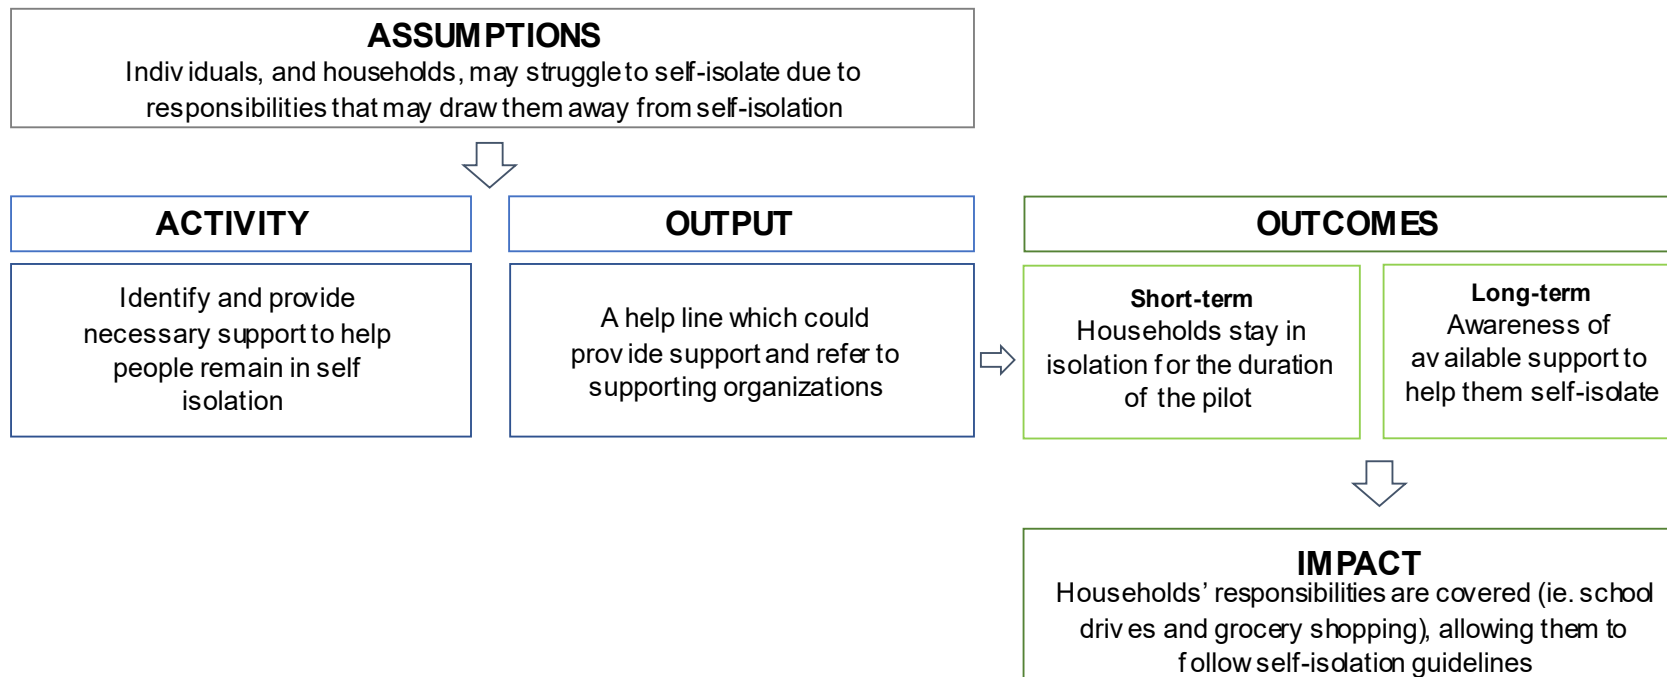 ASSUMPTIONS
Individuals, and households, may struggle to self-isolate due to
responsibilities that may draw them away from self-isolation
ACTIVITY
Identify and provide
necessary support to help
people remain in self
isolation
OUTPUT
A help line which could
provide support and refer to
supporting organizations
OUTCOMES
Short-term
Households stay in
isolation for the duration
of the pilot
Long-term
Awareness of
available support to
help them self-isolate
IMPACT
Households’ responsibilities are covered (ie. school
drives and grocery shopping), allowing them to
follow self-isolation guidelines